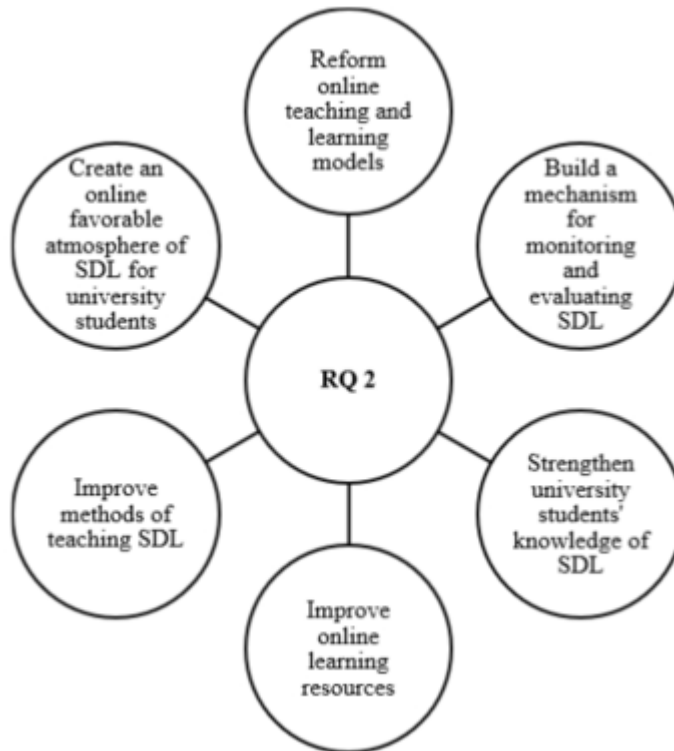 Reform
online
teaching and
learning
models
Build a
mechanism
for
monitoring
and
evaluating SDL
Strengthen
university
students'
knowledge of
SDL
Improve
online
learning
resources
Improve
methods of
teaching SDL
Create an
online
favorable
atmosphere of
SDL for
university
students
RQ 2